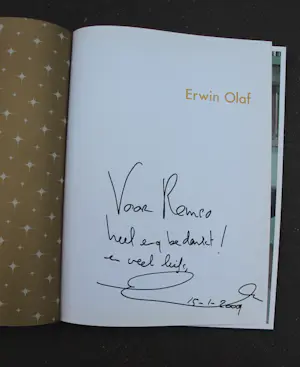 Erwin Olaf
Voor Remco
heel erg bedankt!
en veel liefs,
15-1-2009